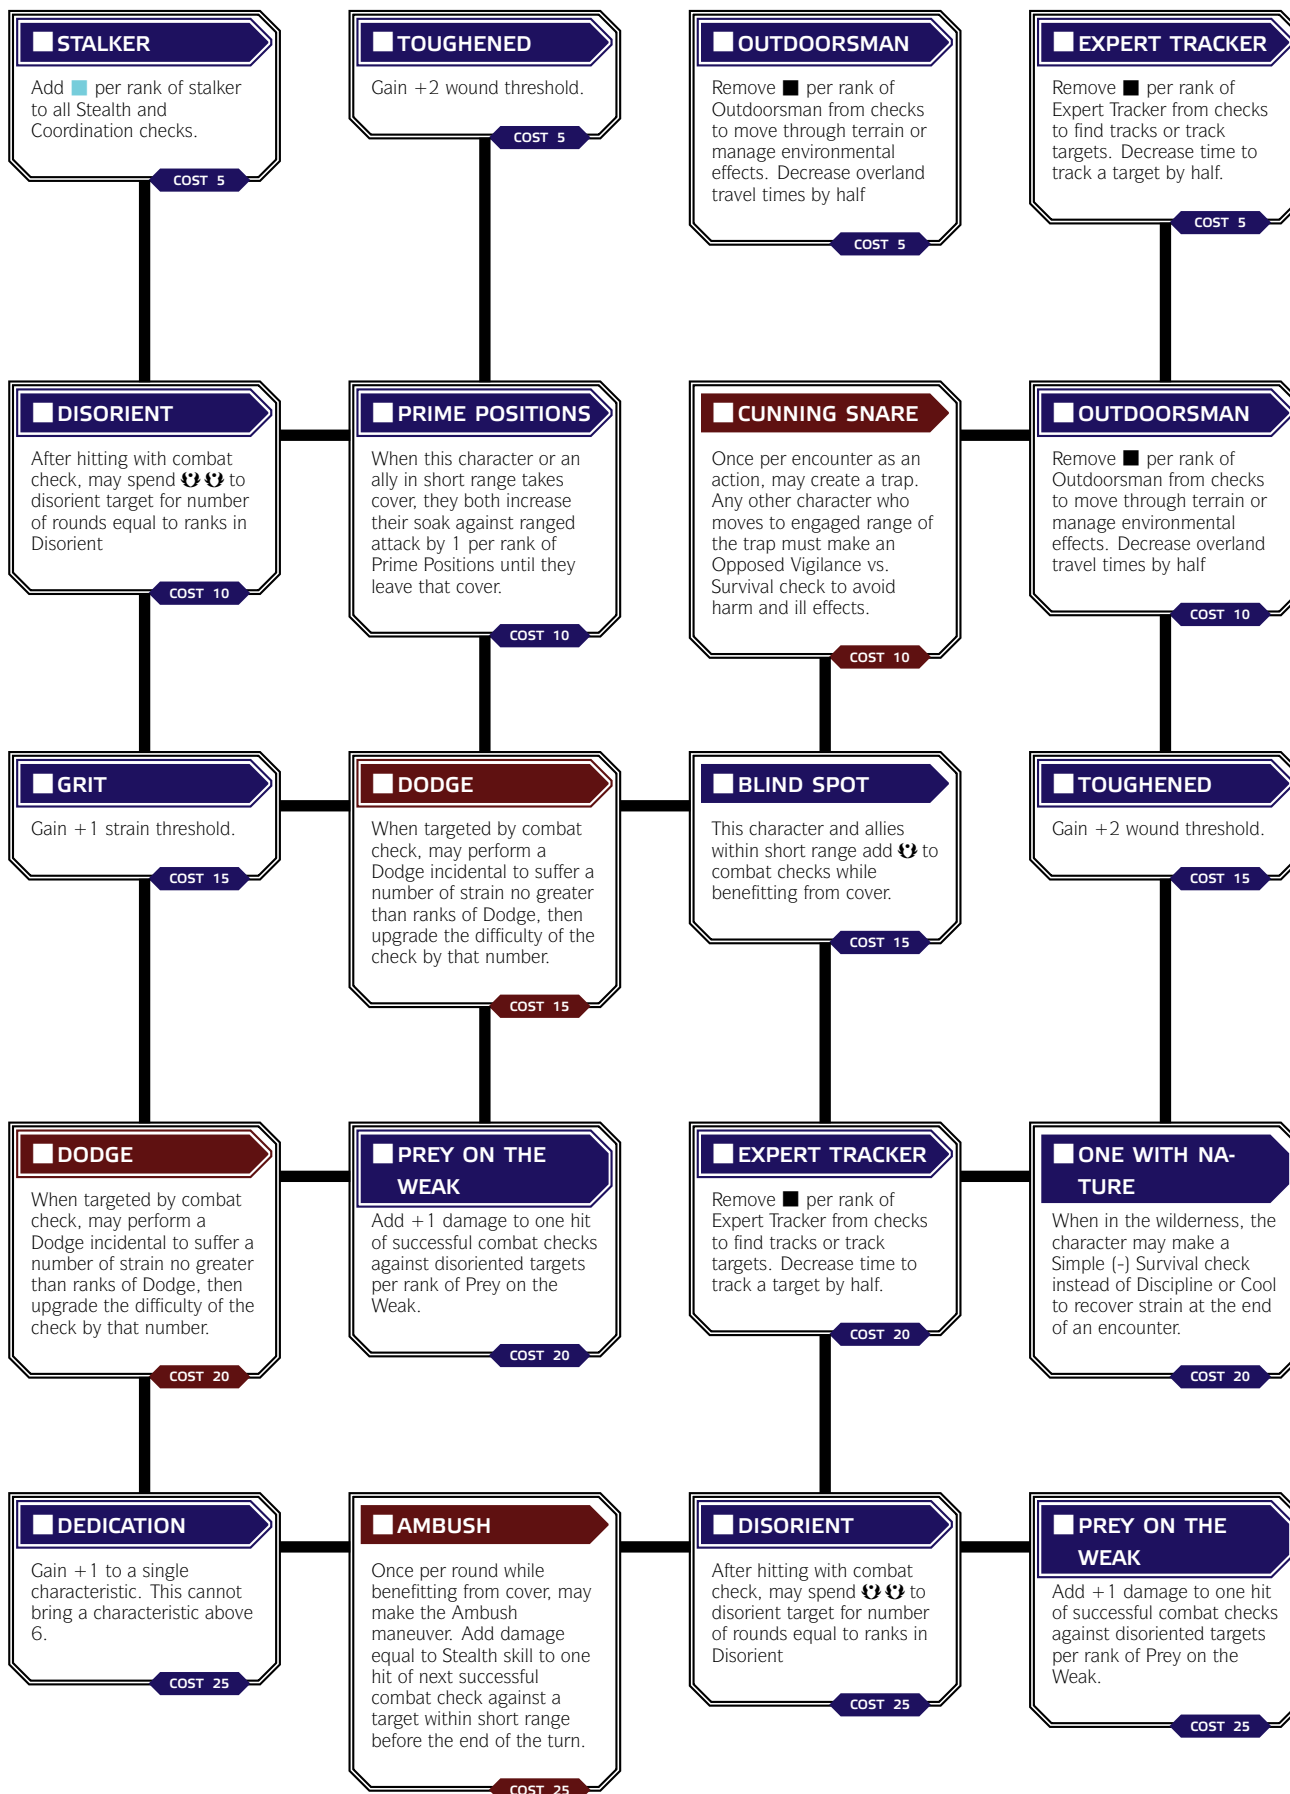 STALKER
Add per rank of stalker
to all Stealth and
Coordination checks.
COST 5
TOUGHENED
Gain +2 wound threshold.
COST 5
OUTDOORSMAN
Remove per rank of
Outdoorsman from checks
to move through terrain or
manage environmental
effects. Decrease overland
travel times by half
COST 5
EXPERT TRACKER
Remove per rank of
Expert Tracker from checks
to find tracks or track
targets. Decrease time to
track a target by half.
COST 5
DISORIENT
After hitting with combat
check, may spend to
disorient target for number
of rounds equal to ranks in
Disorient
COST 10
PRIME POSITIONS
When this character or an
ally in short range takes
cover, they both increase
their soak against ranged
attack by 1 per rank of
Prime Positions until they
leave that cover.
COST 10
CUNNING SNARE
Once per encounter as an
action, may create a trap.
Any other character who
moves to engaged range of
the trap must make an
Opposed Vigilance vs.
Survival check to avoid
harm and ill effects.
COST 10
OUTDOORSMAN
Remove per rank of
Outdoorsman from checks
to move through terrain or
manage environmental
effects. Decrease overland
travel times by half
COST 10
GRIT
Gain +1 strain threshold.
COST 15
DODGE
When targeted by combat
check, may perform a
Dodge incidental to suffer a
number of strain no greater
than ranks of Dodge, then
upgrade the difficulty of the
check by that number.
COST 15
BLIND SPOT
This character and allies
within short range add to
combat checks while
benefitting from cover.
COST 15
TOUGHENED
Gain +2 wound threshold.
COST 15
DODGE
When targeted by combat
check, may perform a
Dodge incidental to suffer a
number of strain no greater
than ranks of Dodge, then
upgrade the difficulty of the
check by that number.
COST 20
PREY ON THE
WEAK
Add +1 damage to one hit
of successful combat checks
against disoriented targets
per rank of Prey on the
Weak.
COST 20
EXPERT TRACKER
Remove per rank of
Expert Tracker from checks
to find tracks or track
targets. Decrease time to
track a target by half.
COST 20
ONE WITH NA-
TURE
When in the wilderness, the
character may make a
Simple (-) Survival check
instead of Discipline or Cool
to recover strain at the end
of an encounter.
COST 20
DEDICATION
Gain +1 to a single
characteristic. This cannot
bring a characteristic above
6.
COST 25
AMBUSH
Once per round while
benefitting from cover, may
make the Ambush
maneuver. Add damage
equal to Stealth skill to one
hit of next successful
combat check against a
target within short range
before the end of the turn.
COST 25
DISORIENT
After hitting with combat
check, may spend to
disorient target for number
of rounds equal to ranks in
Disorient
COST 25
PREY ON THE
WEAK
Add +1 damage to one hit
of successful combat checks
against disoriented targets
per rank of Prey on the
Weak.
COST 25